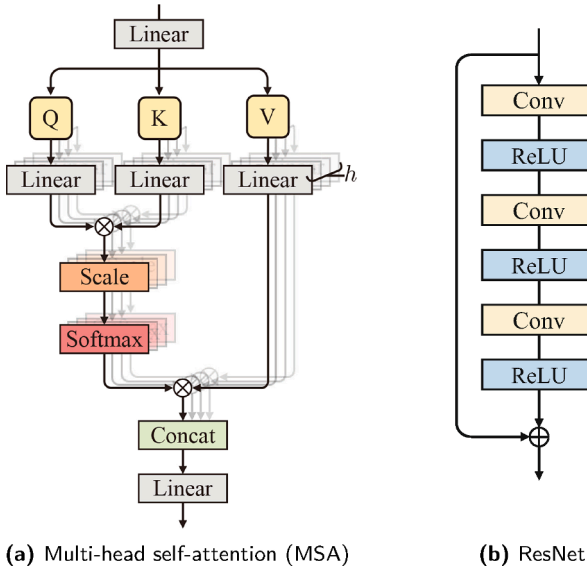 Linear
Q K V
Linear Linear Linear h
Scale
Softmax
Concat
Linear
(a) Multi-head self-attention (MSA)
Conv
ReLU
Conv
ReLU
Conv
ReLU
(b) ResNet